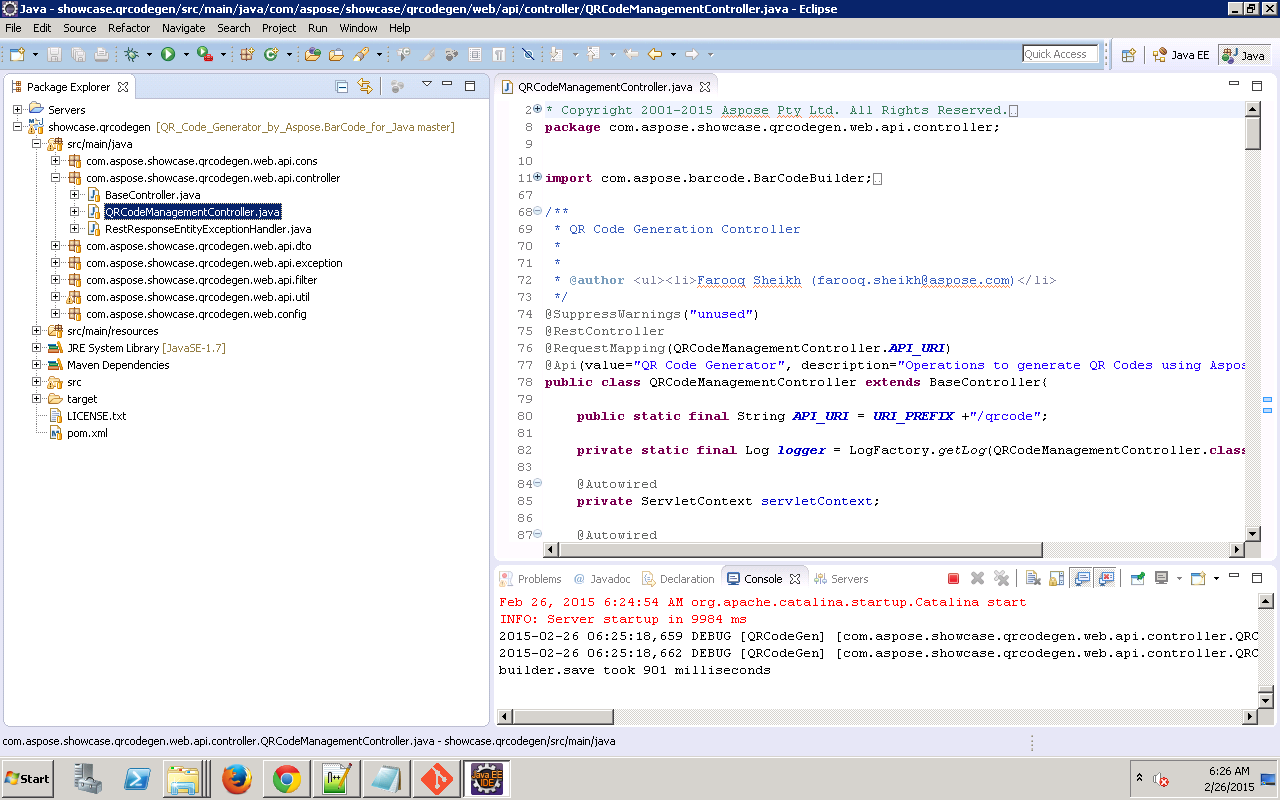 Java - showcase.qrcodegen/src/main/java/com/aspose/showcase/qrcodegen/web/api/controller/QRCodeManagementController.java - Eclipse
File Edit Source Refactor Navigate Search Project Run Window Help
Quick Access
Java EE
Java
Package Explorer
Servers
showcase.qrcodegen [QR_Code_Generator_by_Aspose.BarCode_for_Java master]
src/main/java
com.aspose.showcase.qrcodegen.web.api.cons
com.aspose.showcase.qrcodegen.web.api.controller
BaseController.java
QRCodeManagementController.java
RestResponseEntityExceptionHandler.java
com.aspose.showcase.qrcodegen.web.api.dto
com.aspose.showcase.qrcodegen.web.api.exception
com.aspose.showcase.qrcodegen.web.api.filter
com.aspose.showcase.qrcodegen.web.api.util
com.aspose.showcase.qrcodegen.web.config
src/main/resources
JRE System Library [JavaSE-1.7]
Maven Dependencies
src
target
LICENSE.txt
pom.xml
QRCodeManagementController.java
2 * Copyright 2001-2015 Aspose Pty Ltd. All Rights Reserved.
8 package com.aspose.showcase.qrcodegen.web.api.controller;
9
10
11 import com.aspose.barcode.BarCodeBuilder;
67
68 /**
69 * QR Code Generation Controller
70 *
71 *
72 * @author <ul><li>Farooq Sheikh (farooq.sheikh@aspose.com)</li>
73 */
74 @SuppressWarnings("unused")
75 @RestController
76 @RequestMapping(QRCodeManagementController.API_URI)
77 @Api(value="QR Code Generator", description="Operations to generate QR Codes using Aspos
78 public class QRCodeManagementController extends BaseController{
79
80 public static final String API_URI = URI_PREFIX +"/qrcode";
81
82 private static final Log logger = LogFactory.getLog(QRCodeManagementController.class
83
84 @Autowired
85 private ServletContext servletContext;
86
87 @Autowired
Problems @ Javadoc Declaration Console Servers
Feb 26, 2015 6:24:54 AM org.apache.catalina.startup.Catalina start
INFO: Server startup in 9984 ms
2015-02-26 06:25:18,659 DEBUG [QRCodeGen] [com.aspose.showcase.qrcodegen.web.api.controller.QRC
2015-02-26 06:25:18,662 DEBUG [QRCodeGen] [com.aspose.showcase.qrcodegen.web.api.controller.QRC
builder.save took 901 milliseconds
com.aspose.showcase.qrcodegen.web.api.controller.QRCodeManagementController.java - showcase.qrcodegen/src/main/java
Start
Java EE
IDE
6:26 AM
2/26/2015